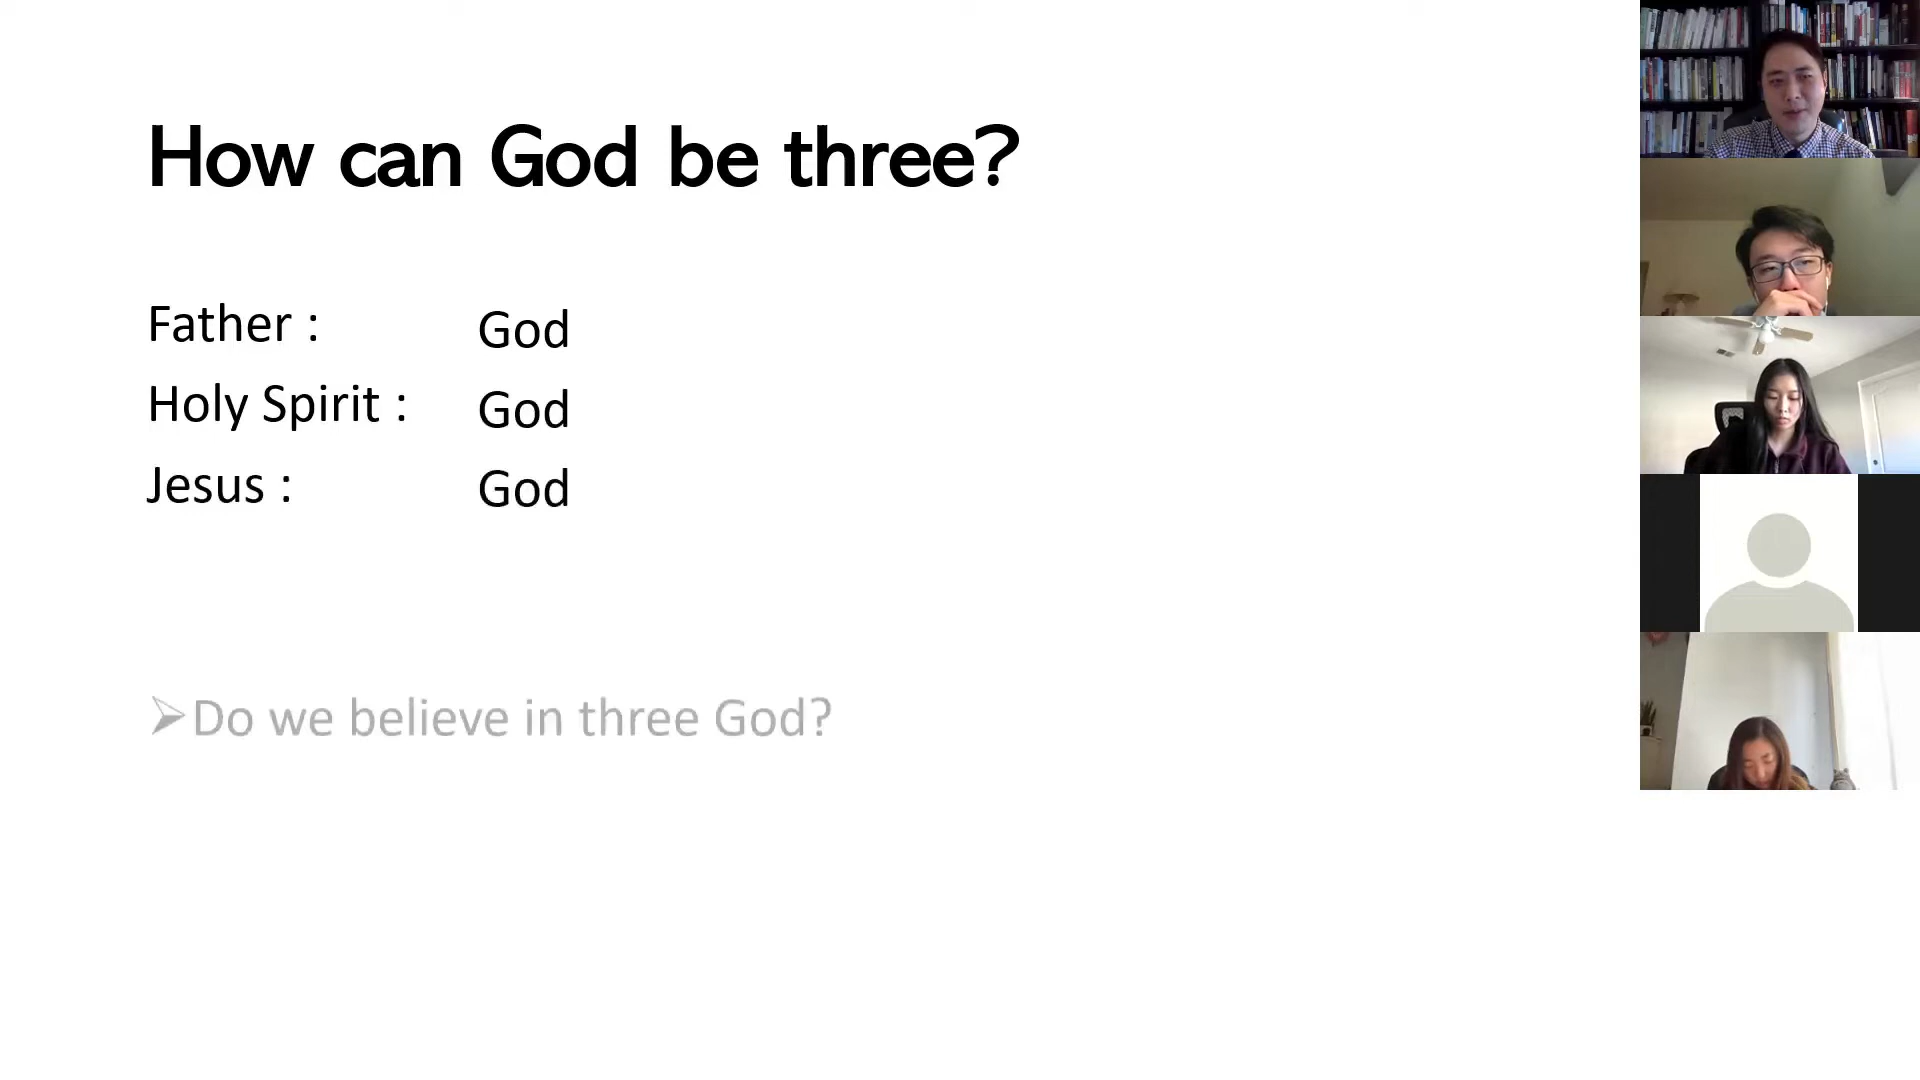 How can God be three?
Father : God
Holy Spirit : God
Jesus : God
➢Do we believe in three God?